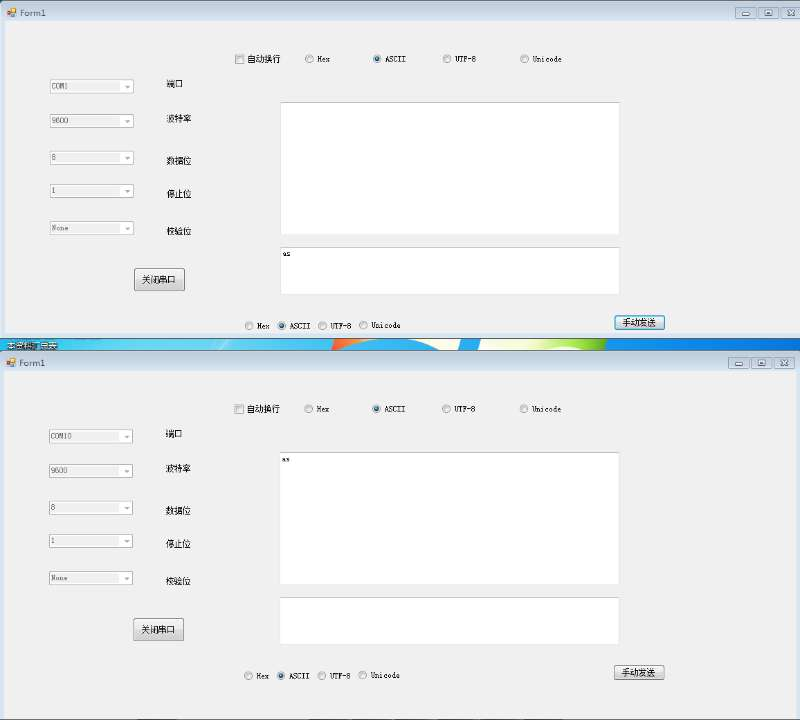 Form1
自动换行 Hex ASCII UTF-8 Unicode
COM1 端口
9600 波特率
8 数据位
1 停止位
None 校验位
as
关闭串口
Hex ASCII UTF-8 Unicode
手动发送
Form1
自动换行 Hex ASCII UTF-8 Unicode
COM10 端口
as
9600 波特率
8 数据位
1 停止位
None 校验位
关闭串口
Hex ASCII UTF-8 Unicode
手动发送